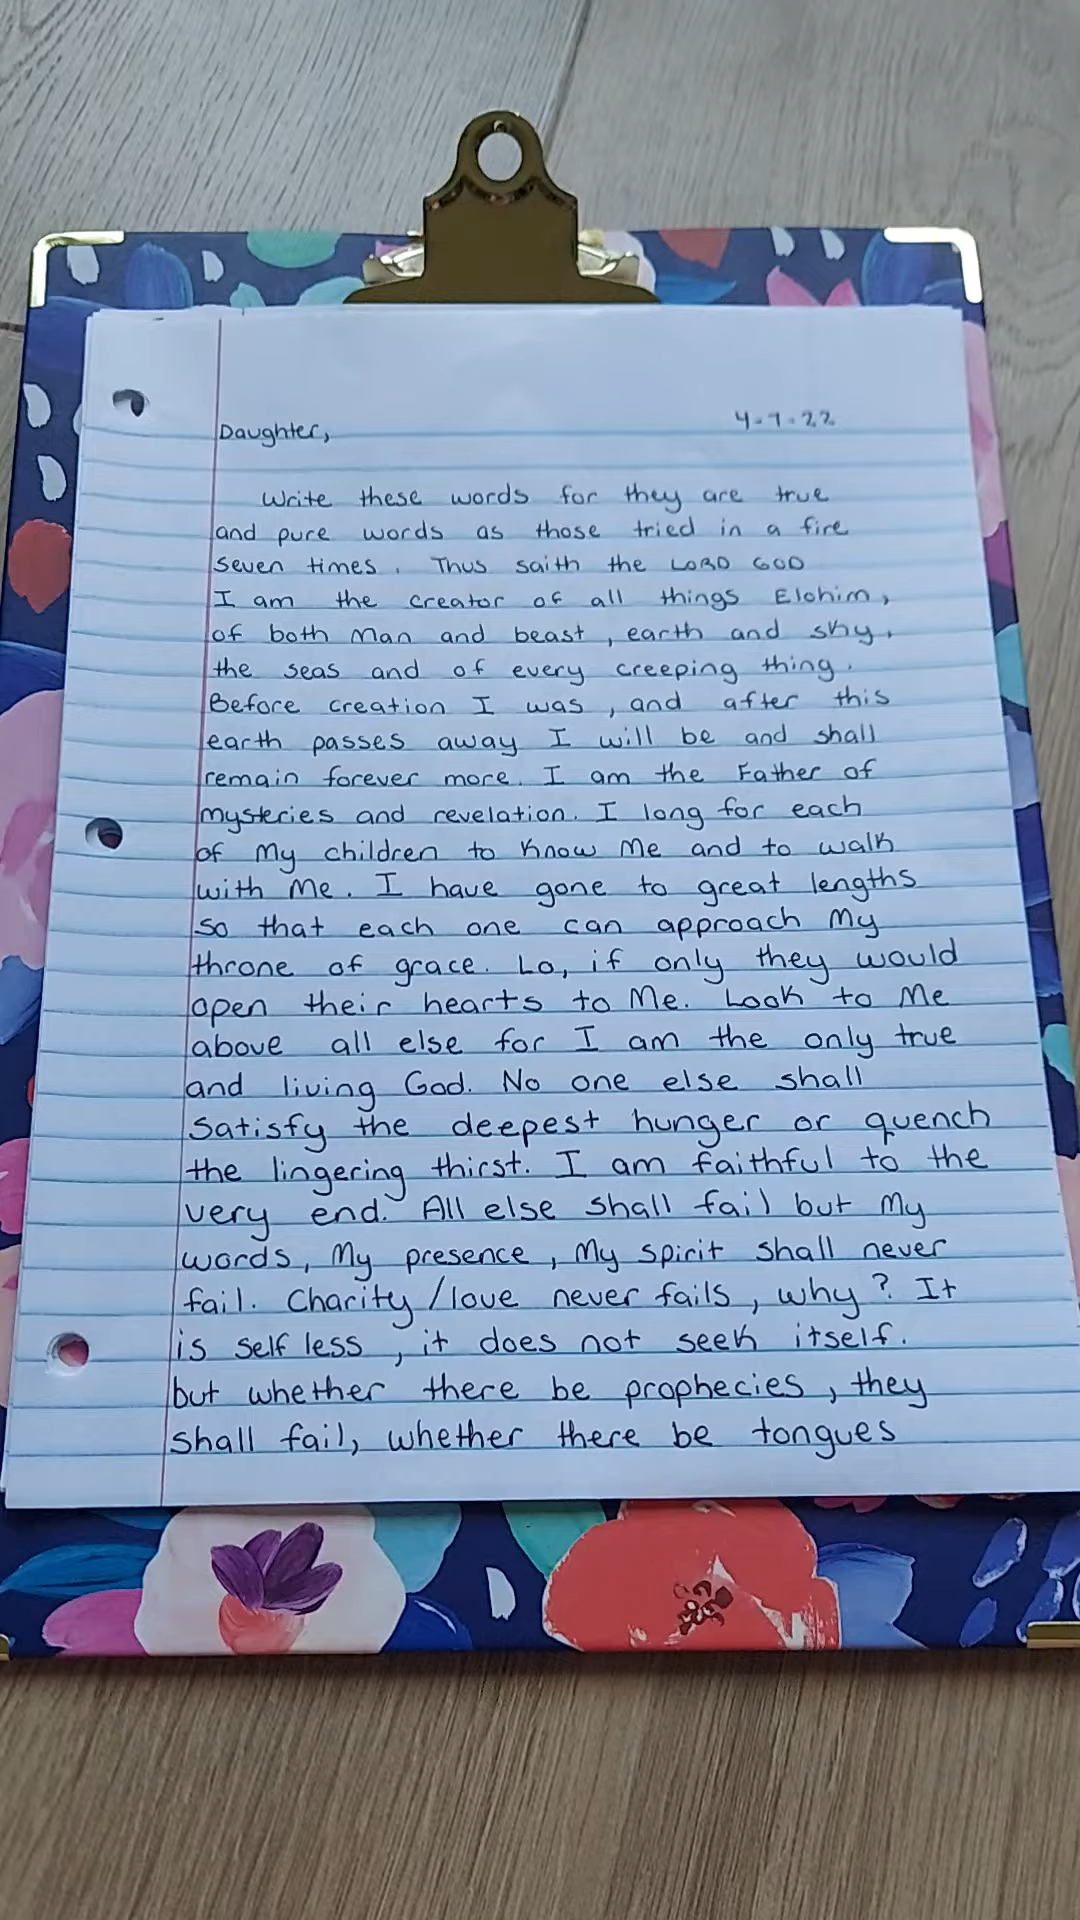 Daughter, 4-7-22
Write these words for they are true
and pure words as those tried in a fire
seven times. Thus saith the LORD GOD
I am the creator of all things Elohim,
of both Man and beast, earth and sky,
the seas and of every creeping thing.
Before creation I was, and after this
earth passes away I will be and shall
remain forever more. I am the Father of
mysteries and revelation. I long for each
of My children to know Me and to walk
with Me. I have gone to great lengths
so that each one can approach My
throne of grace. Lo, if only they would
open their hearts to Me. Look to Me
above all else for I am the only true
and living God. No one else shall
satisfy the deepest hunger or quench
the lingering thirst. I am faithful to the
very end. All else shall fail but My
words, My presence, My spirit shall never
fail. Charity/love never fails, why? It
is self less, it does not seek itself.
but whether there be prophecies, they
shall fail, whether there be tongues